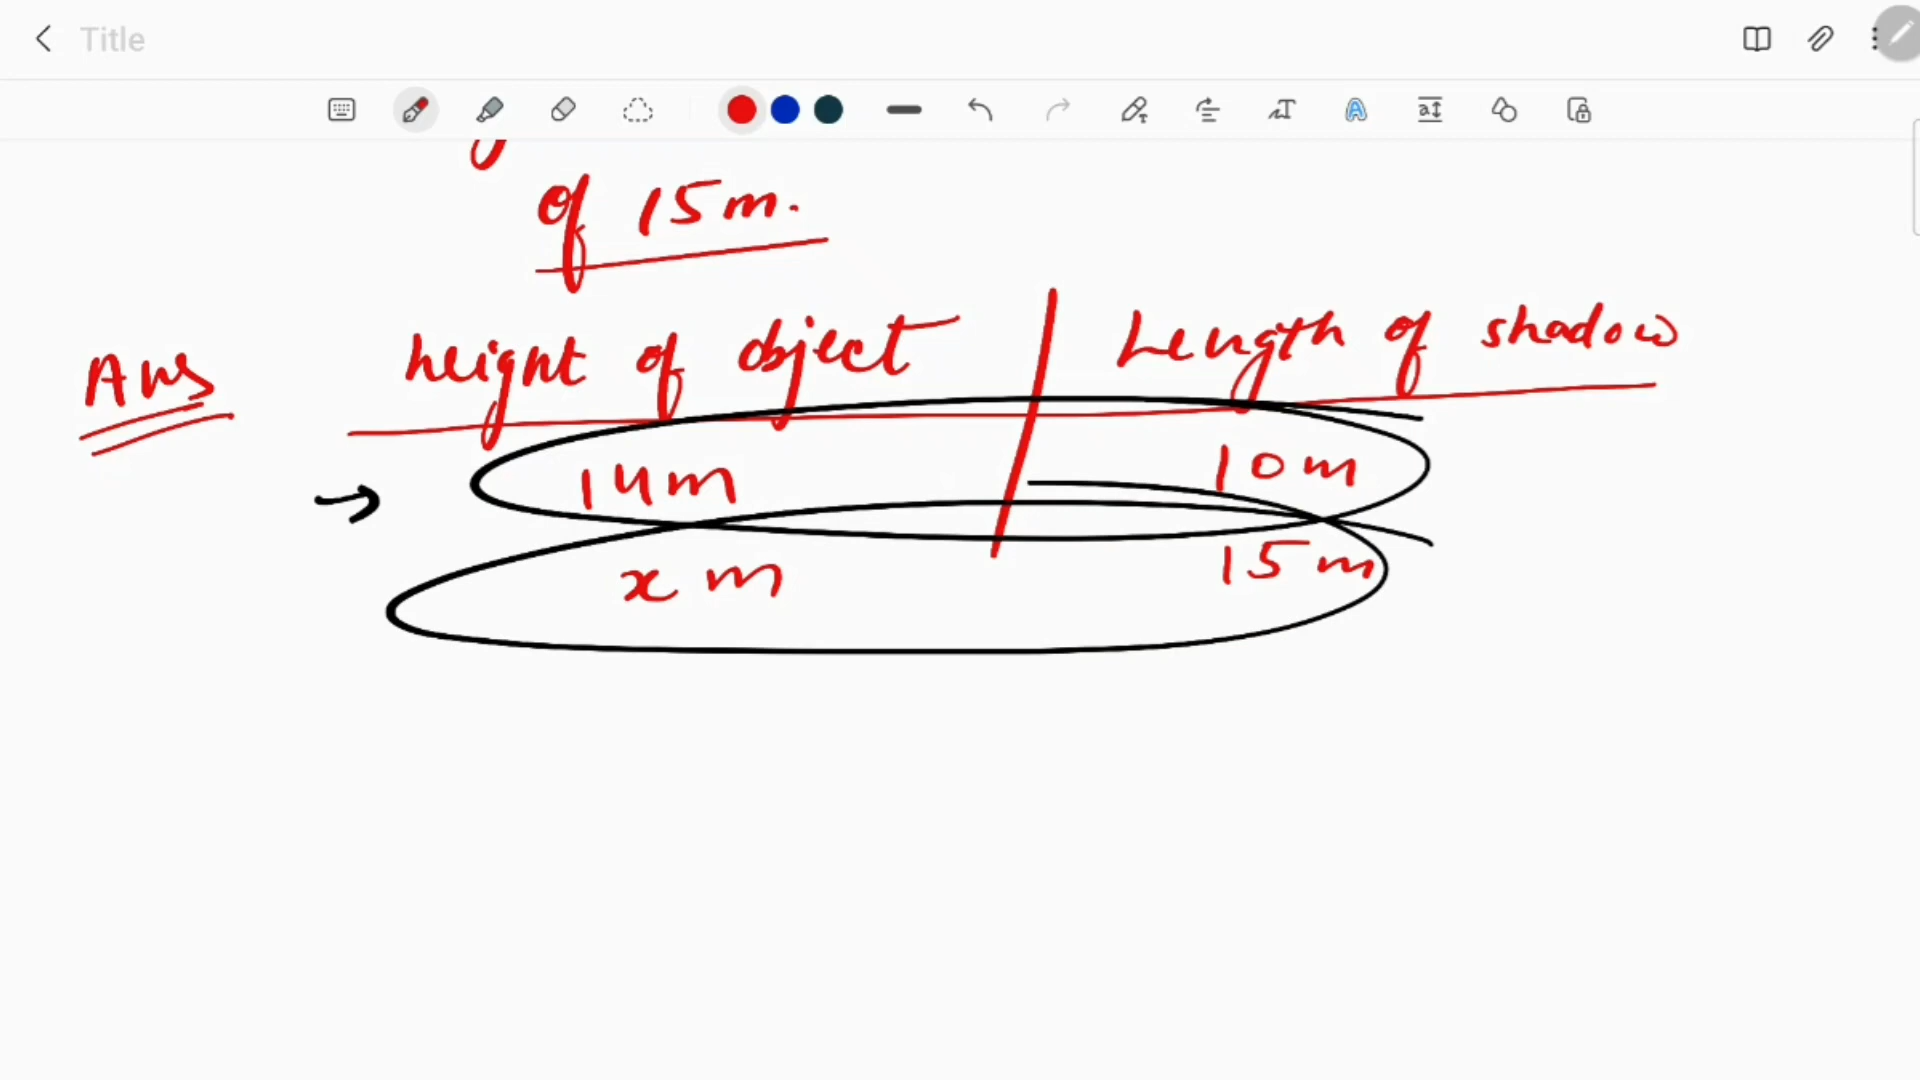 Title
of 15m.
Ans height of object Length of shadow
14m 10m
x m 15m